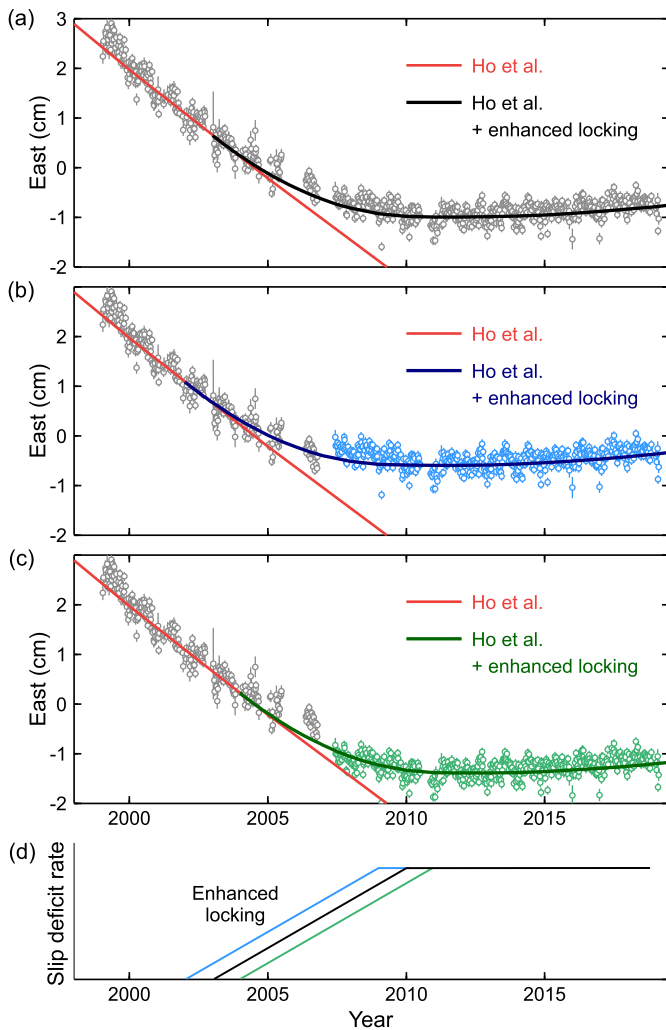 (a)
3
2
1
0
-1
-2
East (cm)
Ho et al.
Ho et al.
+ enhanced locking
(b)
2
1
0
-1
-2
East (cm)
Ho et al.
Ho et al.
+ enhanced locking
(c)
2
1
0
-1
-2
East (cm)
Ho et al.
Ho et al.
+ enhanced locking
2000 2005 2010 2015
(d)
Slip deficit rate
Enhanced
locking
2000 2005 2010 2015
Year